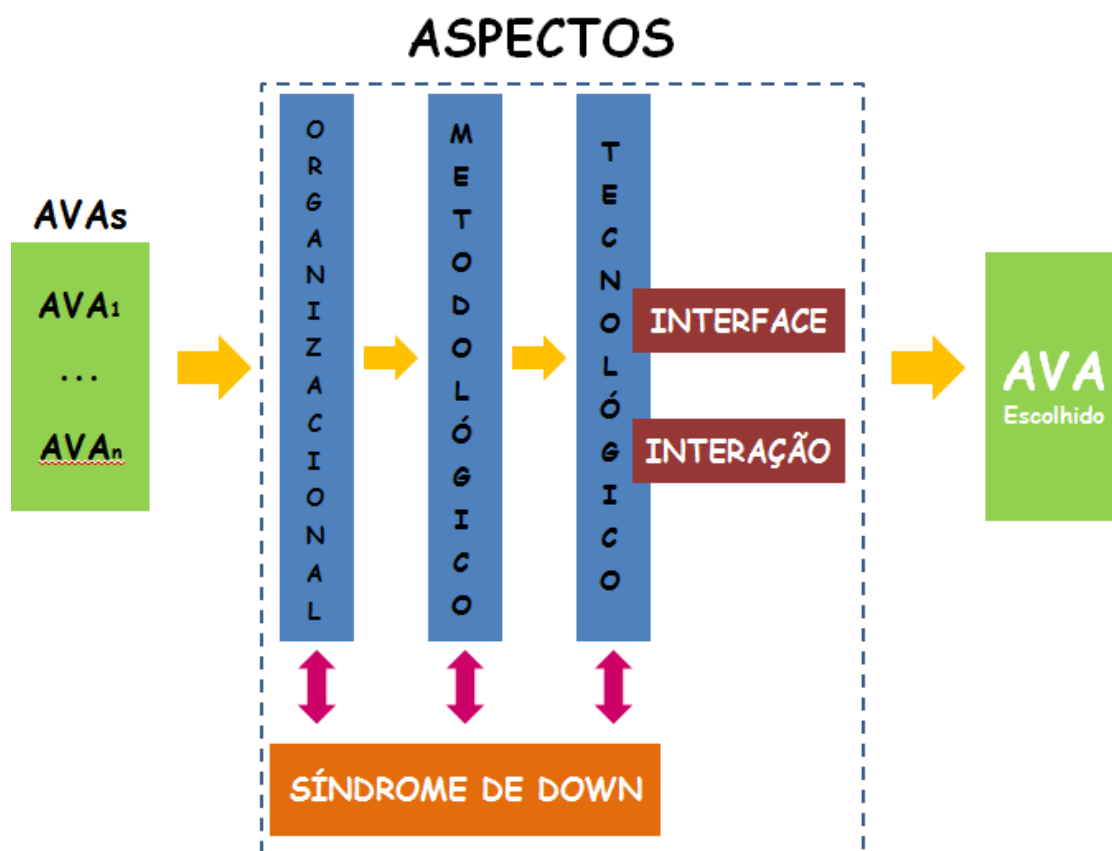 ASPECTOS
AVAs
AVA₁
...
AVAₙ
ORGANIZACIONAL
METODOLÓGICO
TECNOLÓGICO
INTERFACE
INTERAÇÃO
SÍNDROME DE DOWN
AVA
Escolhido